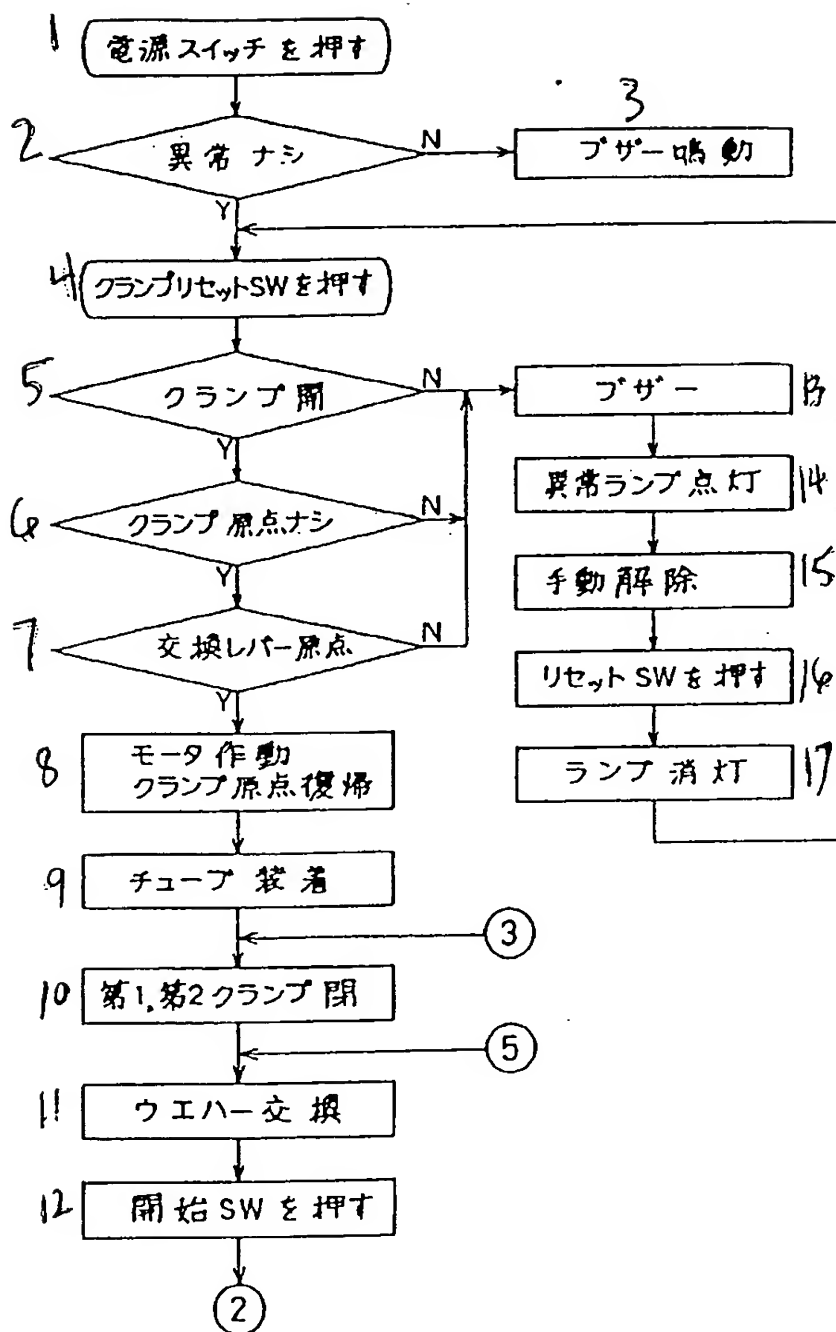 1
電源スイッチを押す
3
2
異常ナシ
N
ブザー鳴動
Y
4
クランプリセットSWを押す
5
クランプ開
N
ブザー
13
Y
異常ランプ点灯
14
6
クランプ原点ナシ
N
Y
手動解除
15
7
交換レバー原点
N
リセットSWを押す
16
Y
8
モータ作動
クランプ原点復帰
ランプ消灯
17
9
チューブ装着
3
10
第1,第2クランプ閉
5
11
ウエハー交換
12
開始SWを押す
2